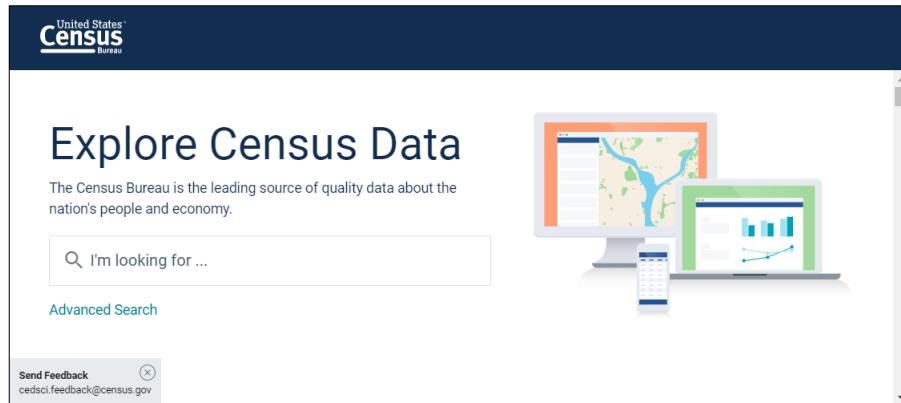 United States™
Census
Bureau
Explore Census Data
The Census Bureau is the leading source of quality data about the
nation's people and economy.
I'm looking for ...
Advanced Search
Send Feedback
cedsci.feedback@census.gov